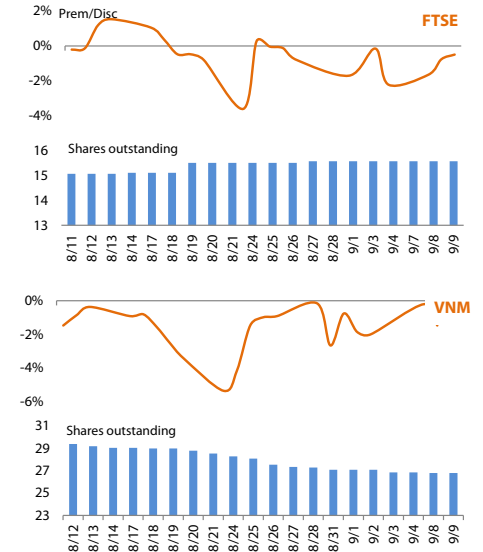 2%
Prem/Disc
FTSE
0%
-2%
-4%
16
Shares outstanding
15
14
13
8/11 8/12 8/13 8/14 8/17 8/18 8/19 8/20 8/21 8/24 8/25 8/26 8/27 8/28 9/1 9/3 9/4 9/7 9/8 9/9
0%
VNM
-
-2%
-4%
-6%
31
Shares outstanding
29
27
25
23
8/12 8/13 8/14 8/17 8/18 8/19 8/20 8/21 8/24 8/25 8/26 8/27 8/28 8/31 9/1 9/2 9/3 9/4 9/8 9/9